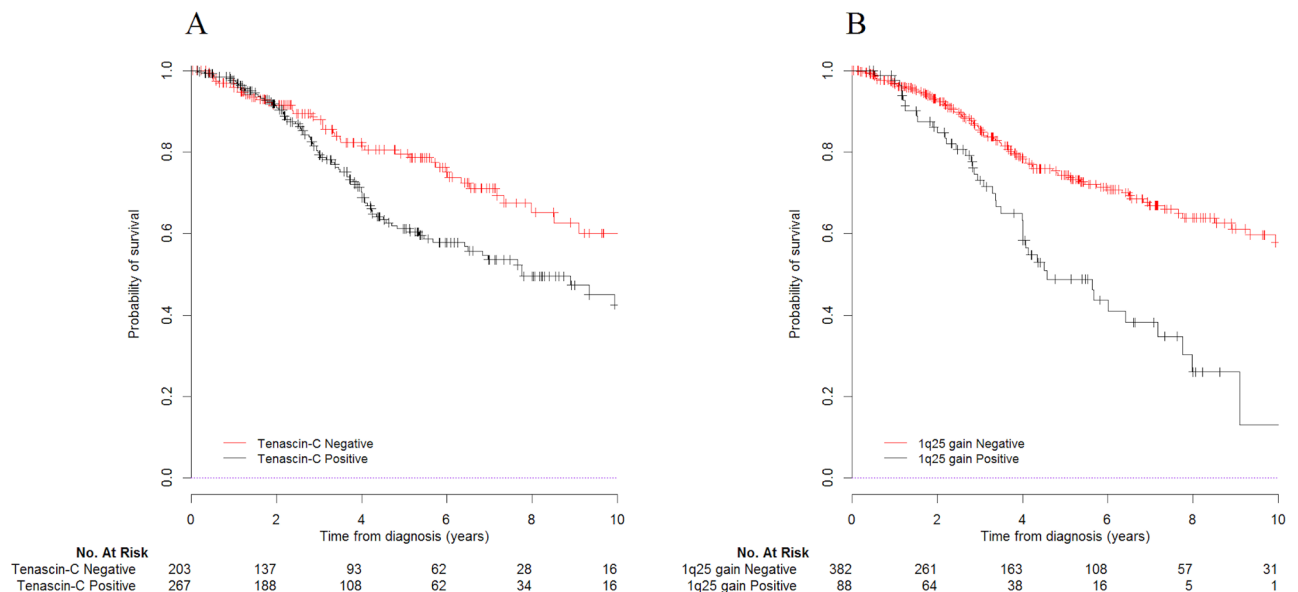 A
1.0
0.8
0.6
0.4
0.2
0.0
Probability of survival
Tenascin-C Negative
Tenascin-C Positive
0 2 4 6 8 10
Time from diagnosis (years)
No. At Risk
Tenascin-C Negative 203 137 93 62 28 16
Tenascin-C Positive 267 188 108 62 34 16
B
1.0
0.8
0.6
0.4
0.2
0.0
Probability of survival
1q25 gain Negative
1q25 gain Positive
0 2 4 6 8 10
Time from diagnosis (years)
No. At Risk
1q25 gain Negative 382 261 163 108 57 31
1q25 gain Positive 88 64 38 16 5 1